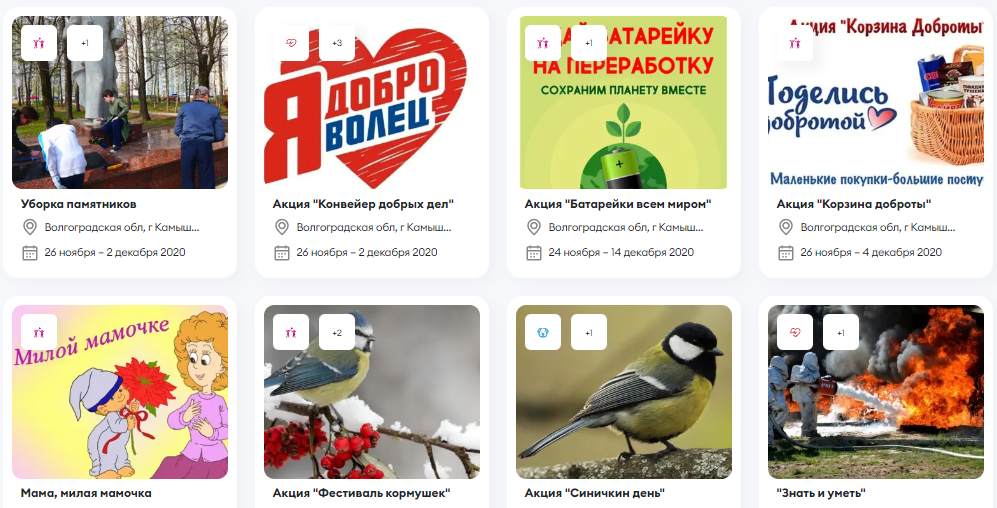 +1
+3
+1
Я ДОБРО
ВОЛЕЦ
БАТАРЕЙКУ
НА ПЕРЕРАБОТКУ
СОХРАНИМ ПЛАНЕТУ ВМЕСТЕ
Акция "Корзина Доброты"
Поделись
добротой
Маленькие покупки-большие посту
Уборка памятников
Акция "Конвейер добрых дел"
Акция "Батарейки всем миром"
Акция "Корзина доброты"
Волгоградская обл, г Камыш...
Волгоградская обл, г Камыш...
Волгоградская обл, г Камыш...
Волгоградская обл, г Камыш...
26 ноября – 2 декабря 2020
26 ноября – 2 декабря 2020
24 ноября – 14 декабря 2020
26 ноября – 4 декабря 2020
+2
+1
+1
Милой мамочке
Мама, милая мамочка
Акция "Фестиваль кормушек"
Акция "Синичкин день"
"Знать и уметь"